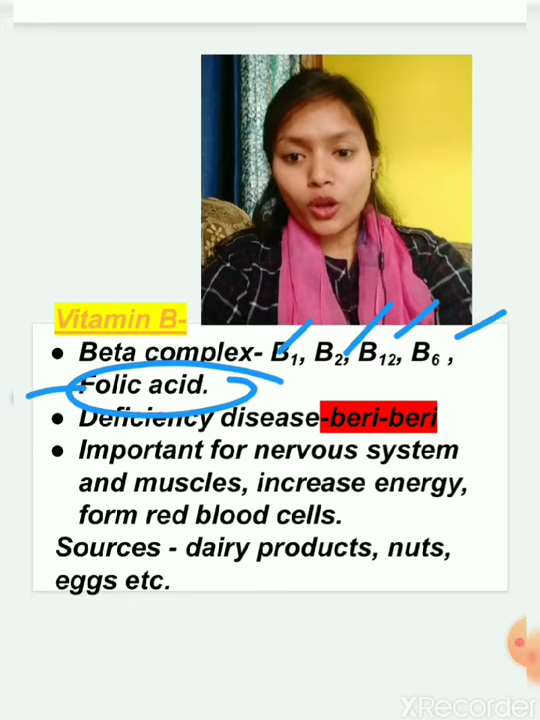 Vitamin B-
● Beta complex- B₁, B₂, B₁₂, B₆ ,
Folic acid.
● Deficiency disease-beri-beri
● Important for nervous system
and muscles, increase energy,
form red blood cells.
Sources - dairy products, nuts,
eggs etc.
XRecorder